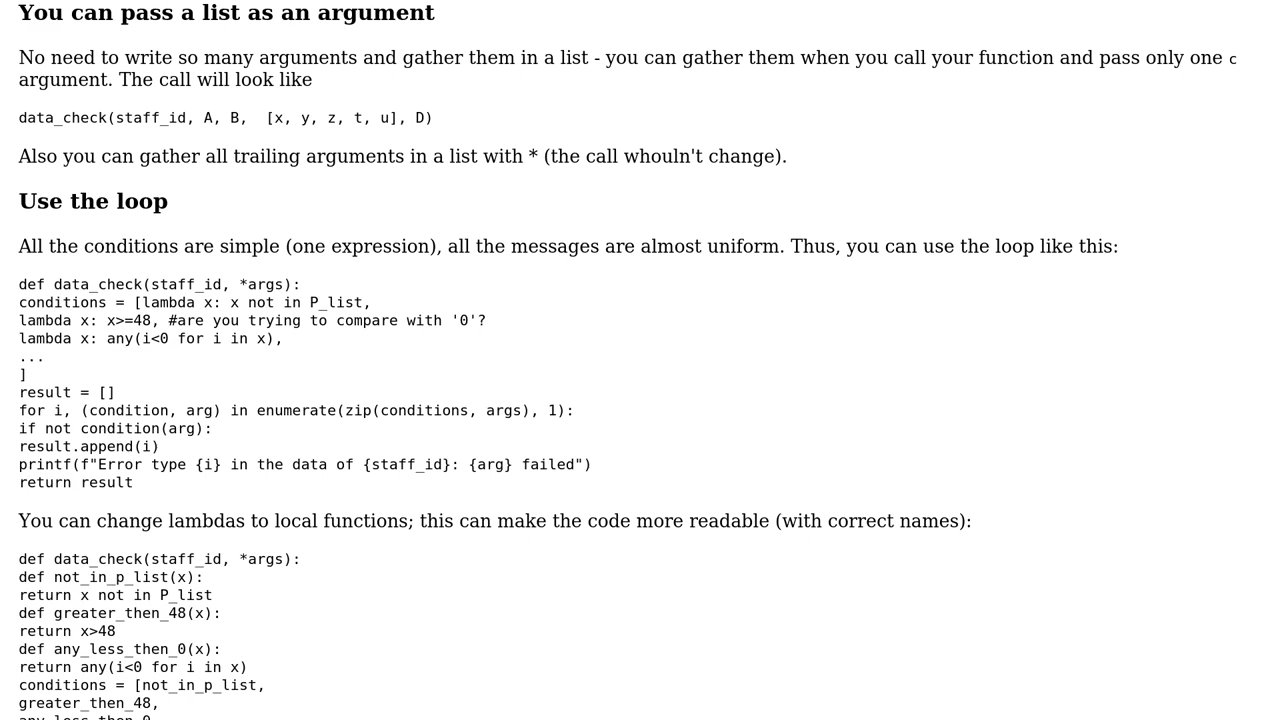 You can pass a list as an argument
No need to write so many arguments and gather them in a list - you can gather them when you call your function and pass only one c
argument. The call will look like
data_check(staff_id, A, B,  [x, y, z, t, u], D)
Also you can gather all trailing arguments in a list with * (the call whouln't change).
Use the loop
All the conditions are simple (one expression), all the messages are almost uniform. Thus, you can use the loop like this:
def data_check(staff_id, *args):
conditions = [lambda x: x not in P_list,
lambda x: x>=48, #are you trying to compare with '0'?
lambda x: any(i<0 for i in x),
...
]
result = []
for i, (condition, arg) in enumerate(zip(conditions, args), 1):
if not condition(arg):
result.append(i)
printf(f"Error type {i} in the data of {staff_id}: {arg} failed")
return result
You can change lambdas to local functions; this can make the code more readable (with correct names):
def data_check(staff_id, *args):
def not_in_p_list(x):
return x not in P_list
def greater_then_48(x):
return x>48
def any_less_then_0(x):
return any(i<0 for i in x)
conditions = [not_in_p_list,
greater_then_48,
any_less_then_0,